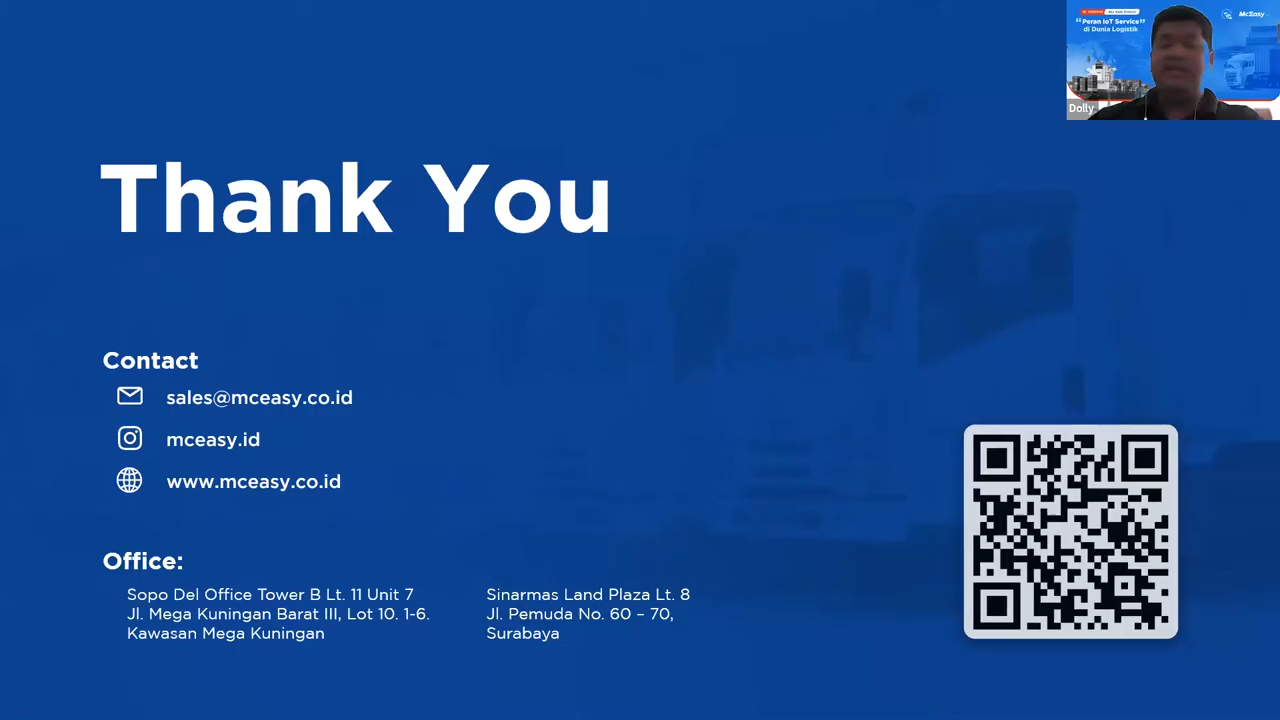 Thank You
Contact
sales@mceasy.co.id
mceasy.id
www.mceasy.co.id
Office:
Sopo Del Office Tower B Lt. 11 Unit 7
Jl. Mega Kuningan Barat III, Lot 10. 1-6.
Kawasan Mega Kuningan
Sinarmas Land Plaza Lt. 8
Jl. Pemuda No. 60 – 70,
Surabaya
McEasy
"Peran IoT Service"
di Dunia Logistik
Dolly